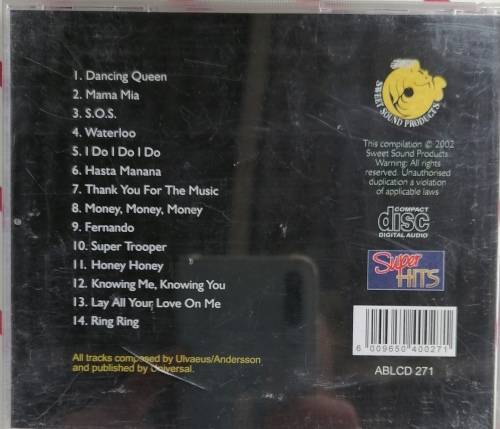 1. Dancing Queen
2. Mama Mia
3. S.O.S.
4. Waterloo
5. I Do I Do I Do
6. Hasta Manana
7. Thank You For The Music
8. Money, Money, Money
9. Fernando
10. Super Trooper
11. Honey Honey
12. Knowing Me, Knowing You
13. Lay All Your Love On Me
14. Ring Ring
All tracks composed by Ulvaeus/Andersson
and published by Universal.
SWEET SOUND PRODUCTS
This compilation © 2002
Sweet Sound Products
Warning: All rights
reserved. Unauthorised
duplication a violation
of applicable laws
COMPACT
disc
DIGITAL AUDIO
Super
HITS
6 009650 400271
ABLCD 271